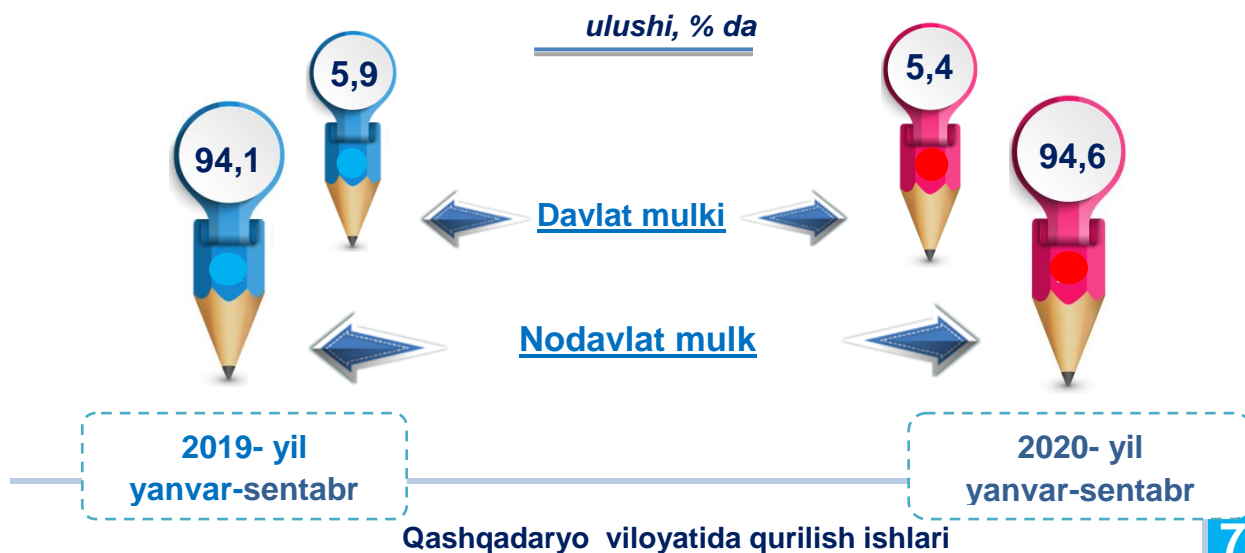 ulushi, % da
5,9
5,4
94,1
94,6
Davlat mulki
Nodavlat mulk
2019- yil
yanvar-sentabr
2020- yil
yanvar-sentabr
Qashqadaryo viloyatida qurilish ishlari
7